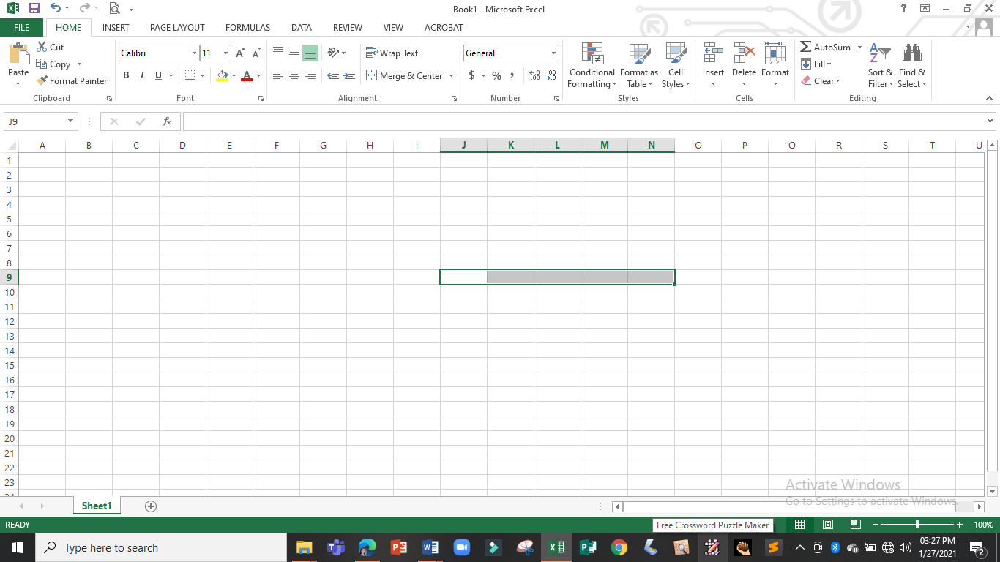 Book1 - Microsoft Excel
FILE HOME INSERT PAGE LAYOUT FORMULAS DATA REVIEW VIEW ACROBAT
Paste
Cut
Copy
Format Painter
Clipboard
Calibri 11
B I U
Font
Wrap Text
Merge & Center
Alignment
General
$ % ,
Number
Conditional Formatting
Format as Table
Cell Styles
Styles
Insert Delete Format
Cells
AutoSum
Fill
Clear
Sort & Filter
Find & Select
Editing
J9
fx
A B C D E F G H I J K L M N O P Q R S T U
1
2
3
4
5
6
7
8
9
10
11
12
13
14
15
16
17
18
19
20
21
22
23
24
Activate Windows
Go to Settings to activate Windows.
Sheet1
READY
Free Crossword Puzzle Maker
100%
Type here to search
03:27 PM
1/27/2021
2